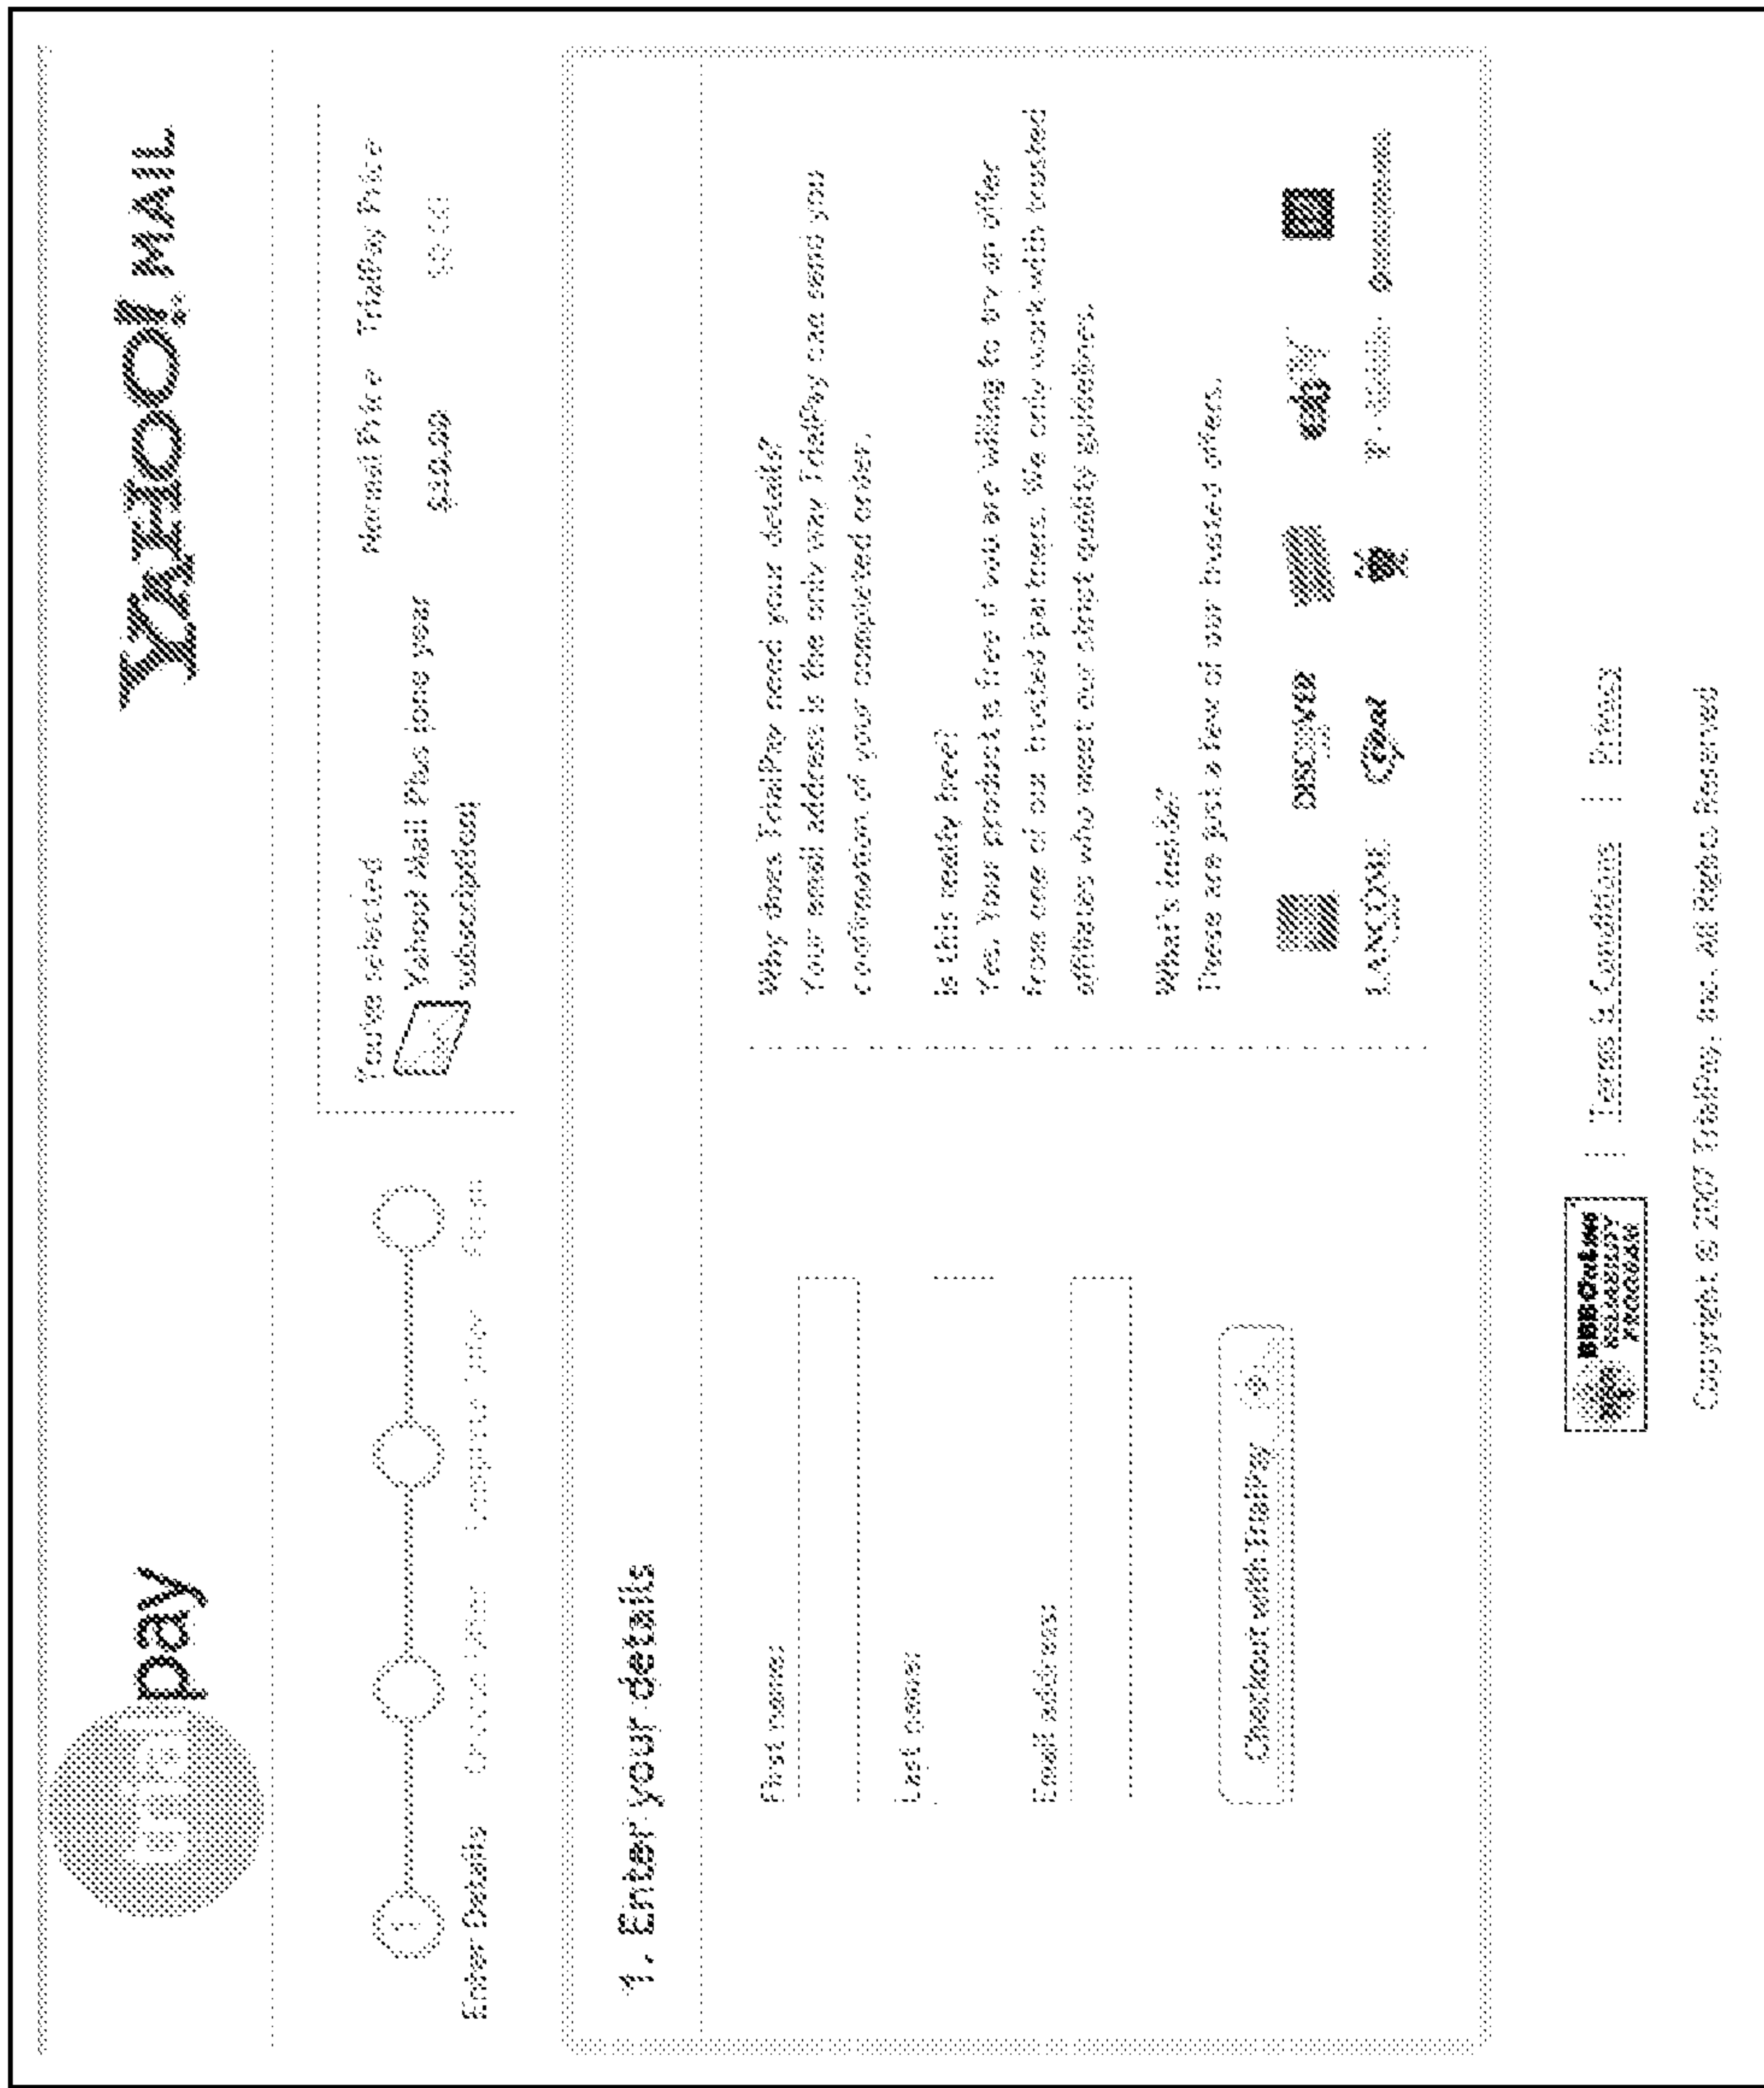 trial pay
YAHOO! MAIL
You've selected Normal Price TrialPay Price
Yahoo! Mail Plus (one year subscription)
$19.99
1
Enter Details
1. Enter your details
First name:
Last name:
Email address:
Checkout with TrialPay
Why does TrialPay need your details?
Your email address is the only way TrialPay can send you
confirmation of your completed order.
Is this really free?
Yes. Your product is free if you are willing to try an offer
from one of our trusted partners. We only work with trusted
affiliates who meet our strict quality guidelines.
What's inside?
These are just a few of our trusted offers.
DISCOVER ebay
LANCÔME T-Mobile
BBBOnLine
RELIABILITY
PROGRAM
Terms & Conditions | Privacy
Copyright © 2007 TrialPay, Inc. All Rights Reserved